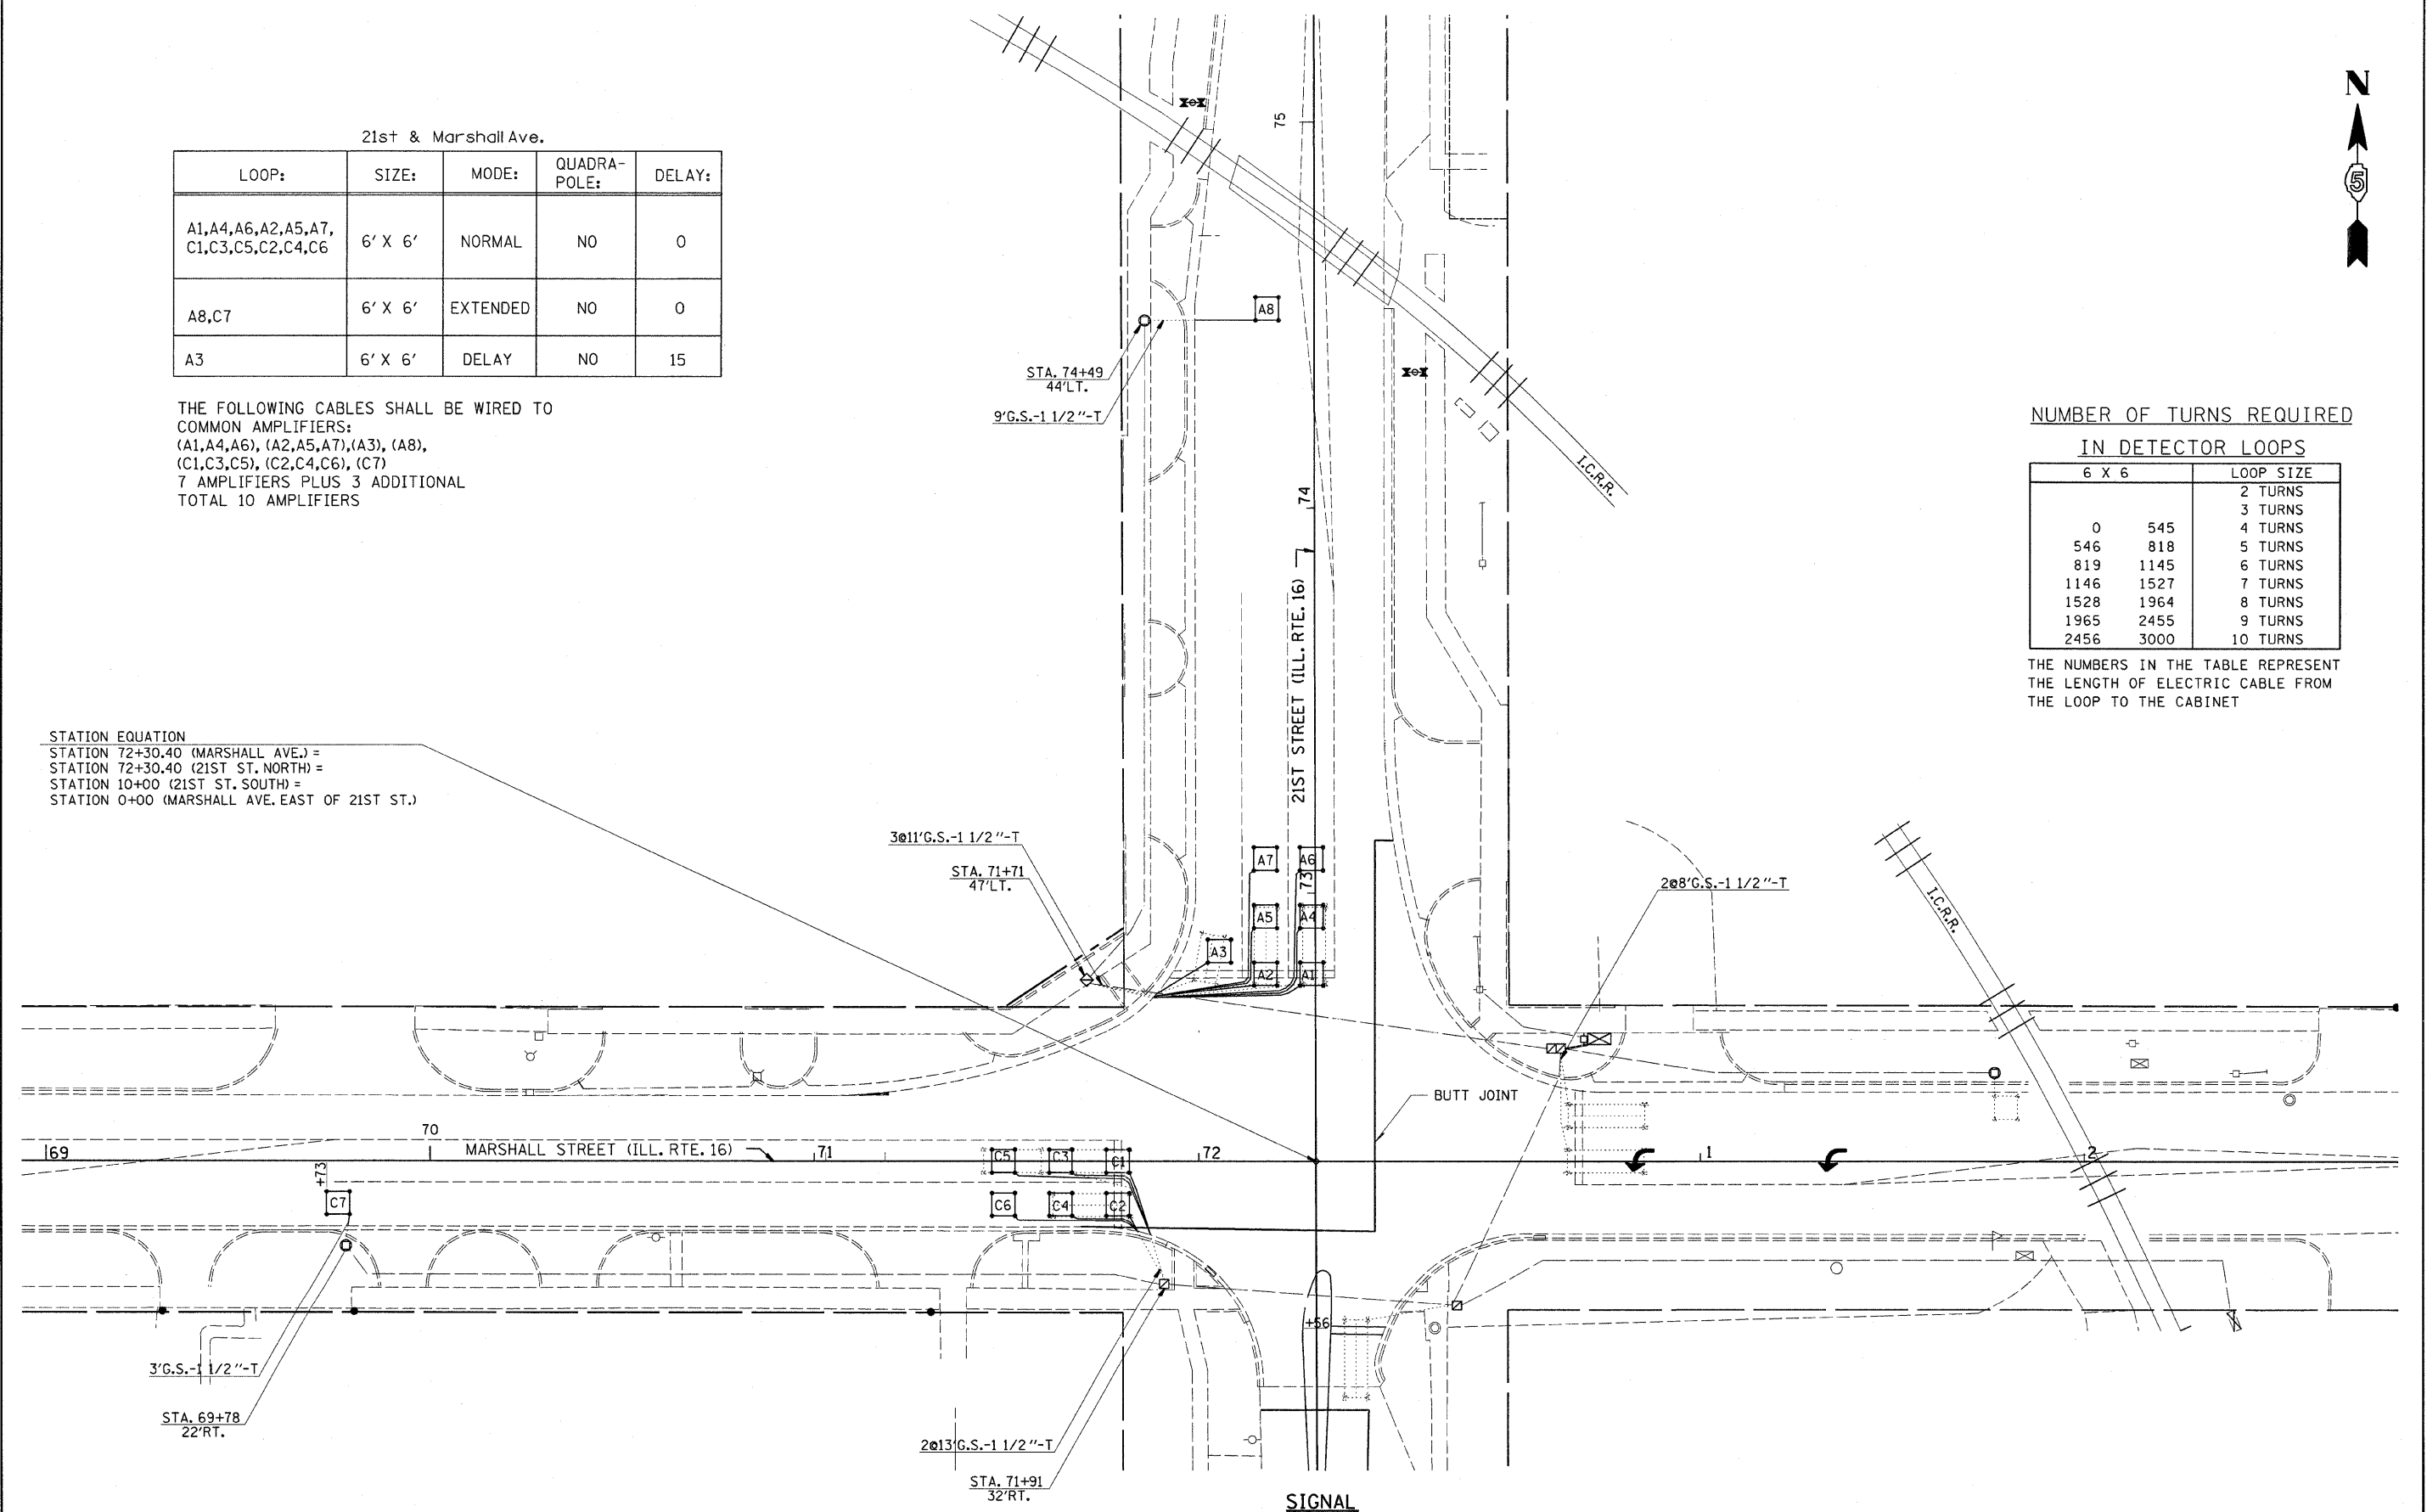 21st & Marshall Ave.
LOOP: SIZE: MODE: QUADRA- POLE: DELAY:
A1,A4,A6,A2,A5,A7,
C1,C3,C5,C2,C4,C6 6' X 6' NORMAL NO 0
A8,C7 6' X 6' EXTENDED NO 0
A3 6' X 6' DELAY NO 15
THE FOLLOWING CABLES SHALL BE WIRED TO
COMMON AMPLIFIERS:
(A1,A4,A6), (A2,A5,A7),(A3), (A8),
(C1,C3,C5), (C2,C4,C6), (C7)
7 AMPLIFIERS PLUS 3 ADDITIONAL
TOTAL 10 AMPLIFIERS
N
5
75
A8
STA. 74+49
44'LT.
9'G.S.-1 1/2"-T
I.C.R.R.
74
21ST STREET (ILL. RTE. 16)
NUMBER OF TURNS REQUIRED
IN DETECTOR LOOPS
6 X 6 LOOP SIZE
2 TURNS
3 TURNS
0 545 4 TURNS
546 818 5 TURNS
819 1145 6 TURNS
1146 1527 7 TURNS
1528 1964 8 TURNS
1965 2455 9 TURNS
2456 3000 10 TURNS
THE NUMBERS IN THE TABLE REPRESENT
THE LENGTH OF ELECTRIC CABLE FROM
THE LOOP TO THE CABINET
STATION EQUATION
STATION 72+30.40 (MARSHALL AVE.) =
STATION 72+30.40 (21ST ST. NORTH) =
STATION 10+00 (21ST ST. SOUTH) =
STATION 0+00 (MARSHALL AVE. EAST OF 21ST ST.)
3@11'G.S.-1 1/2"-T
STA. 71+71
47'LT.
A7 A6
73
A5 A4
A3
A2 A1
2@8'G.S.-1 1/2"-T
I.C.R.R.
BUTT JOINT
69 70 71 72 1 2
MARSHALL STREET (ILL. RTE. 16)
+73
C5 C3 C1
C7 C6 C4 C2
+56
3'G.S.-1 1/2"-T
STA. 69+78
22'RT.
2@13'G.S.-1 1/2"-T
STA. 71+91
32'RT.
SIGNAL